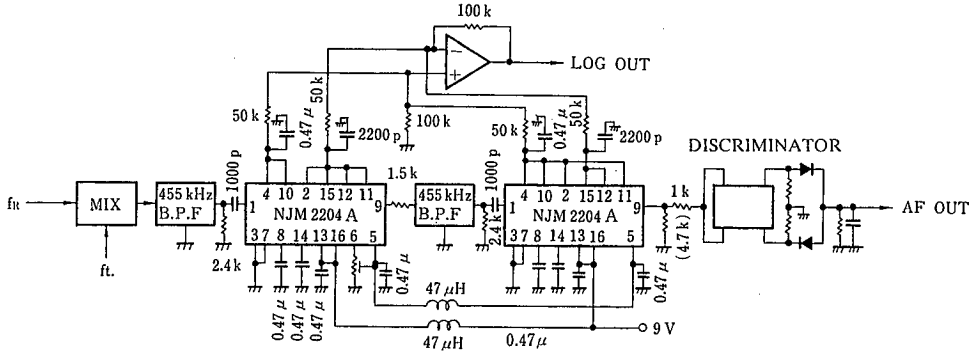 100 k
LOG OUT
50 k
50 k
0.47 μ
2200 p
100 k
50 k
0.47 μ
50 k
2200 p
DISCRIMINATOR
fR
MIX
ft.
455 kHz
B.P.F
1000 p
2.4 k
4 10 2 15 12 11
1 NJM 2204 A 9
3 7 8 14 13 16 6 5
1.5 k
455 kHz
B.P.F
1000 p
2.4 k
4 10 2 15 12 11
1 NJM 2204 A 9
3 7 8 14 13 16 5
1 k
(4.7 k)
AF OUT
0.47 μ
0.47 μ
0.47 μ
0.47 μ
0.47 μ
47 μH
47 μH
0.47 μ
9 V